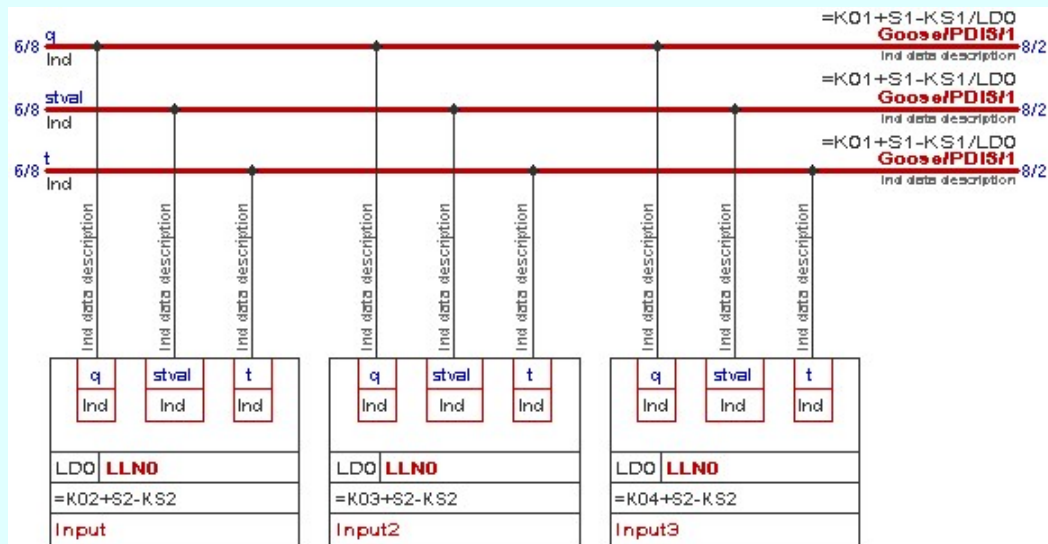 =K01+S1-KS1/LD0
q
Goose/PDIS/1
6/8
8/2
Ind
Ind data description
=K01+S1-KS1/LD0
stval
Goose/PDIS/1
6/8
8/2
Ind
Ind data description
=K01+S1-KS1/LD0
t
Goose/PDIS/1
6/8
8/2
Ind
Ind data description
Ind data description
Ind data description
Ind data description
Ind data description
Ind data description
Ind data description
Ind data description
Ind data description
Ind data description
q stval t
Ind Ind Ind
LD0 LLN0
=K02+S2-KS2
Input
q stval t
Ind Ind Ind
LD0 LLN0
=K03+S2-KS2
Input2
q stval t
Ind Ind Ind
LD0 LLN0
=K04+S2-KS2
Input3